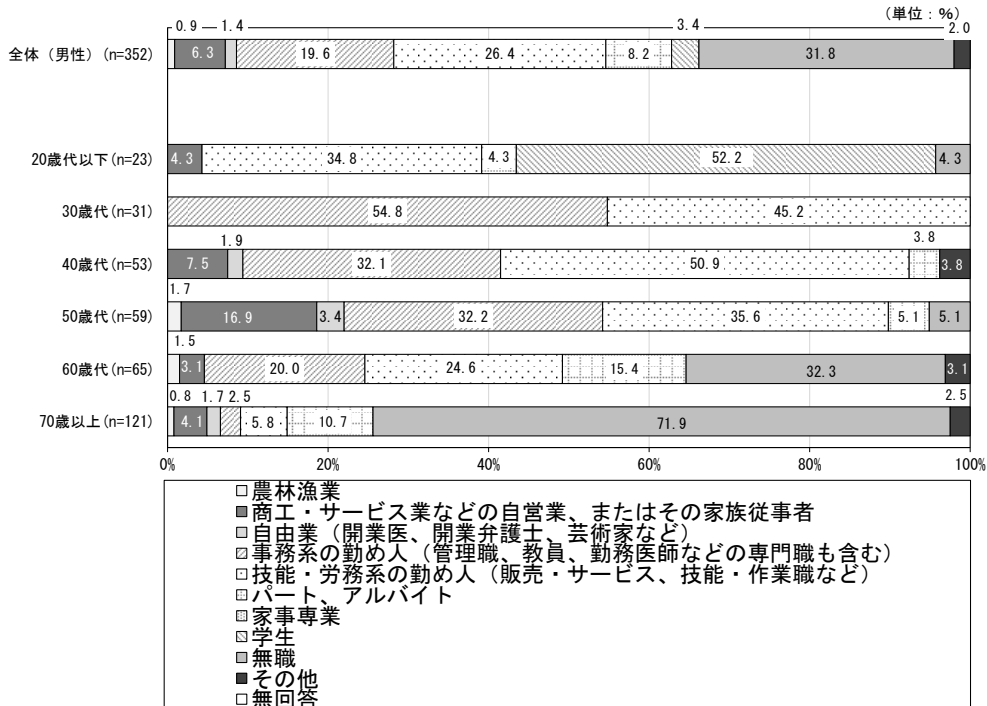 (単位：%)
0.9 1.4 3.4 2.0
全体（男性）(n=352) 6.3 19.6 26.4 8.2 31.8
20歳代以下(n=23) 4.3 34.8 4.3 52.2 4.3
30歳代(n=31) 54.8 45.2
1.9 3.8
40歳代(n=53) 7.5 32.1 50.9 3.8
1.7
50歳代(n=59) 16.9 3.4 32.2 35.6 5.1 5.1
1.5
60歳代(n=65) 3.1 20.0 24.6 15.4 32.3 3.1
0.8 1.7 2.5 2.5
70歳以上(n=121) 4.1 5.8 10.7 71.9
0% 20% 40% 60% 80% 100%
農林漁業
商工・サービス業などの自営業、またはその家族従事者
自由業（開業医、開業弁護士、芸術家など）
事務系の勤め人（管理職、教員、勤務医師などの専門職も含む）
技能・労務系の勤め人（販売・サービス、技能・作業職など）
パート、アルバイト
家事専業
学生
無職
その他
無回答